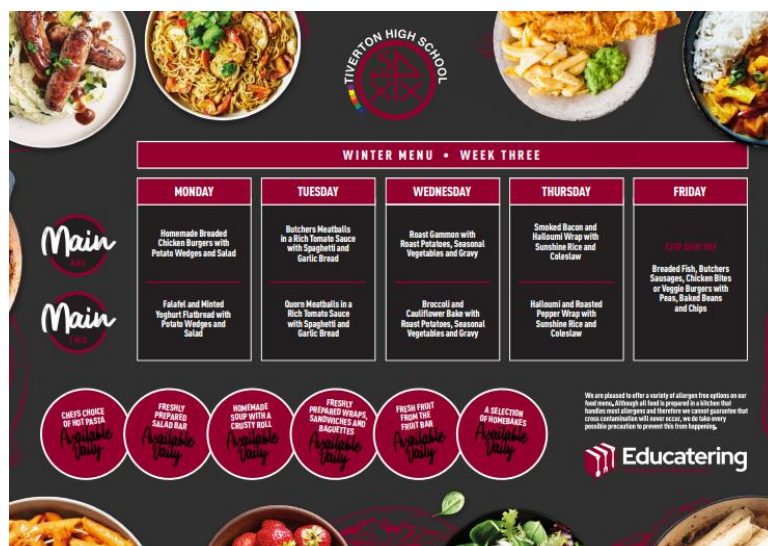 TIVERTON HIGH SCHOOL
WINTER MENU • WEEK THREE
MONDAY
TUESDAY
WEDNESDAY
THURSDAY
FRIDAY
Main
ONE
Homemade Breaded
Chicken Burgers with
Potato Wedges and Salad
Butchers Meatballs
in a Rich Tomato Sauce
with Spaghetti and
Garlic Bread
Roast Gammon with
Roast Potatoes, Seasonal
Vegetables and Gravy
Smoked Bacon and
Halloumi Wrap with
Sunshine Rice and
Coleslaw
CHIP SHOP DAY
Breaded Fish, Butchers
Sausages, Chicken Bites
or Veggie Burgers with
Peas, Baked Beans
and Chips
Main
TWO
Falafel and Minted
Yoghurt Flatbread with
Potato Wedges and
Salad
Quorn Meatballs in a
Rich Tomato Sauce
with Spaghetti and
Garlic Bread
Broccoli and
Cauliflower Bake with
Roast Potatoes, Seasonal
Vegetables and Gravy
Halloumi and Roasted
Pepper Wrap with
Sunshine Rice and
Coleslaw
CHEFS CHOICE
OF HOT PASTA
Available
Daily
FRESHLY
PREPARED
SALAD BAR
Available
Daily
HOMEMADE
SOUP WITH A
CRUSTY ROLL
Available
Daily
FRESHLY
PREPARED WRAPS,
SANDWICHES AND
BAGUETTES
Available
Daily
FRESH FRUIT
FROM THE
FRUIT BAR
Available
Daily
A SELECTION
OF HOMEBAKES
Available
Daily
We are pleased to offer a variety of allergen free options on our
food menu. Although all food is prepared in a kitchen that
handles most allergens and therefore we cannot guarantee that
cross contamination will never occur, we do take every
possible precaution to prevent this from happening.
Educatering